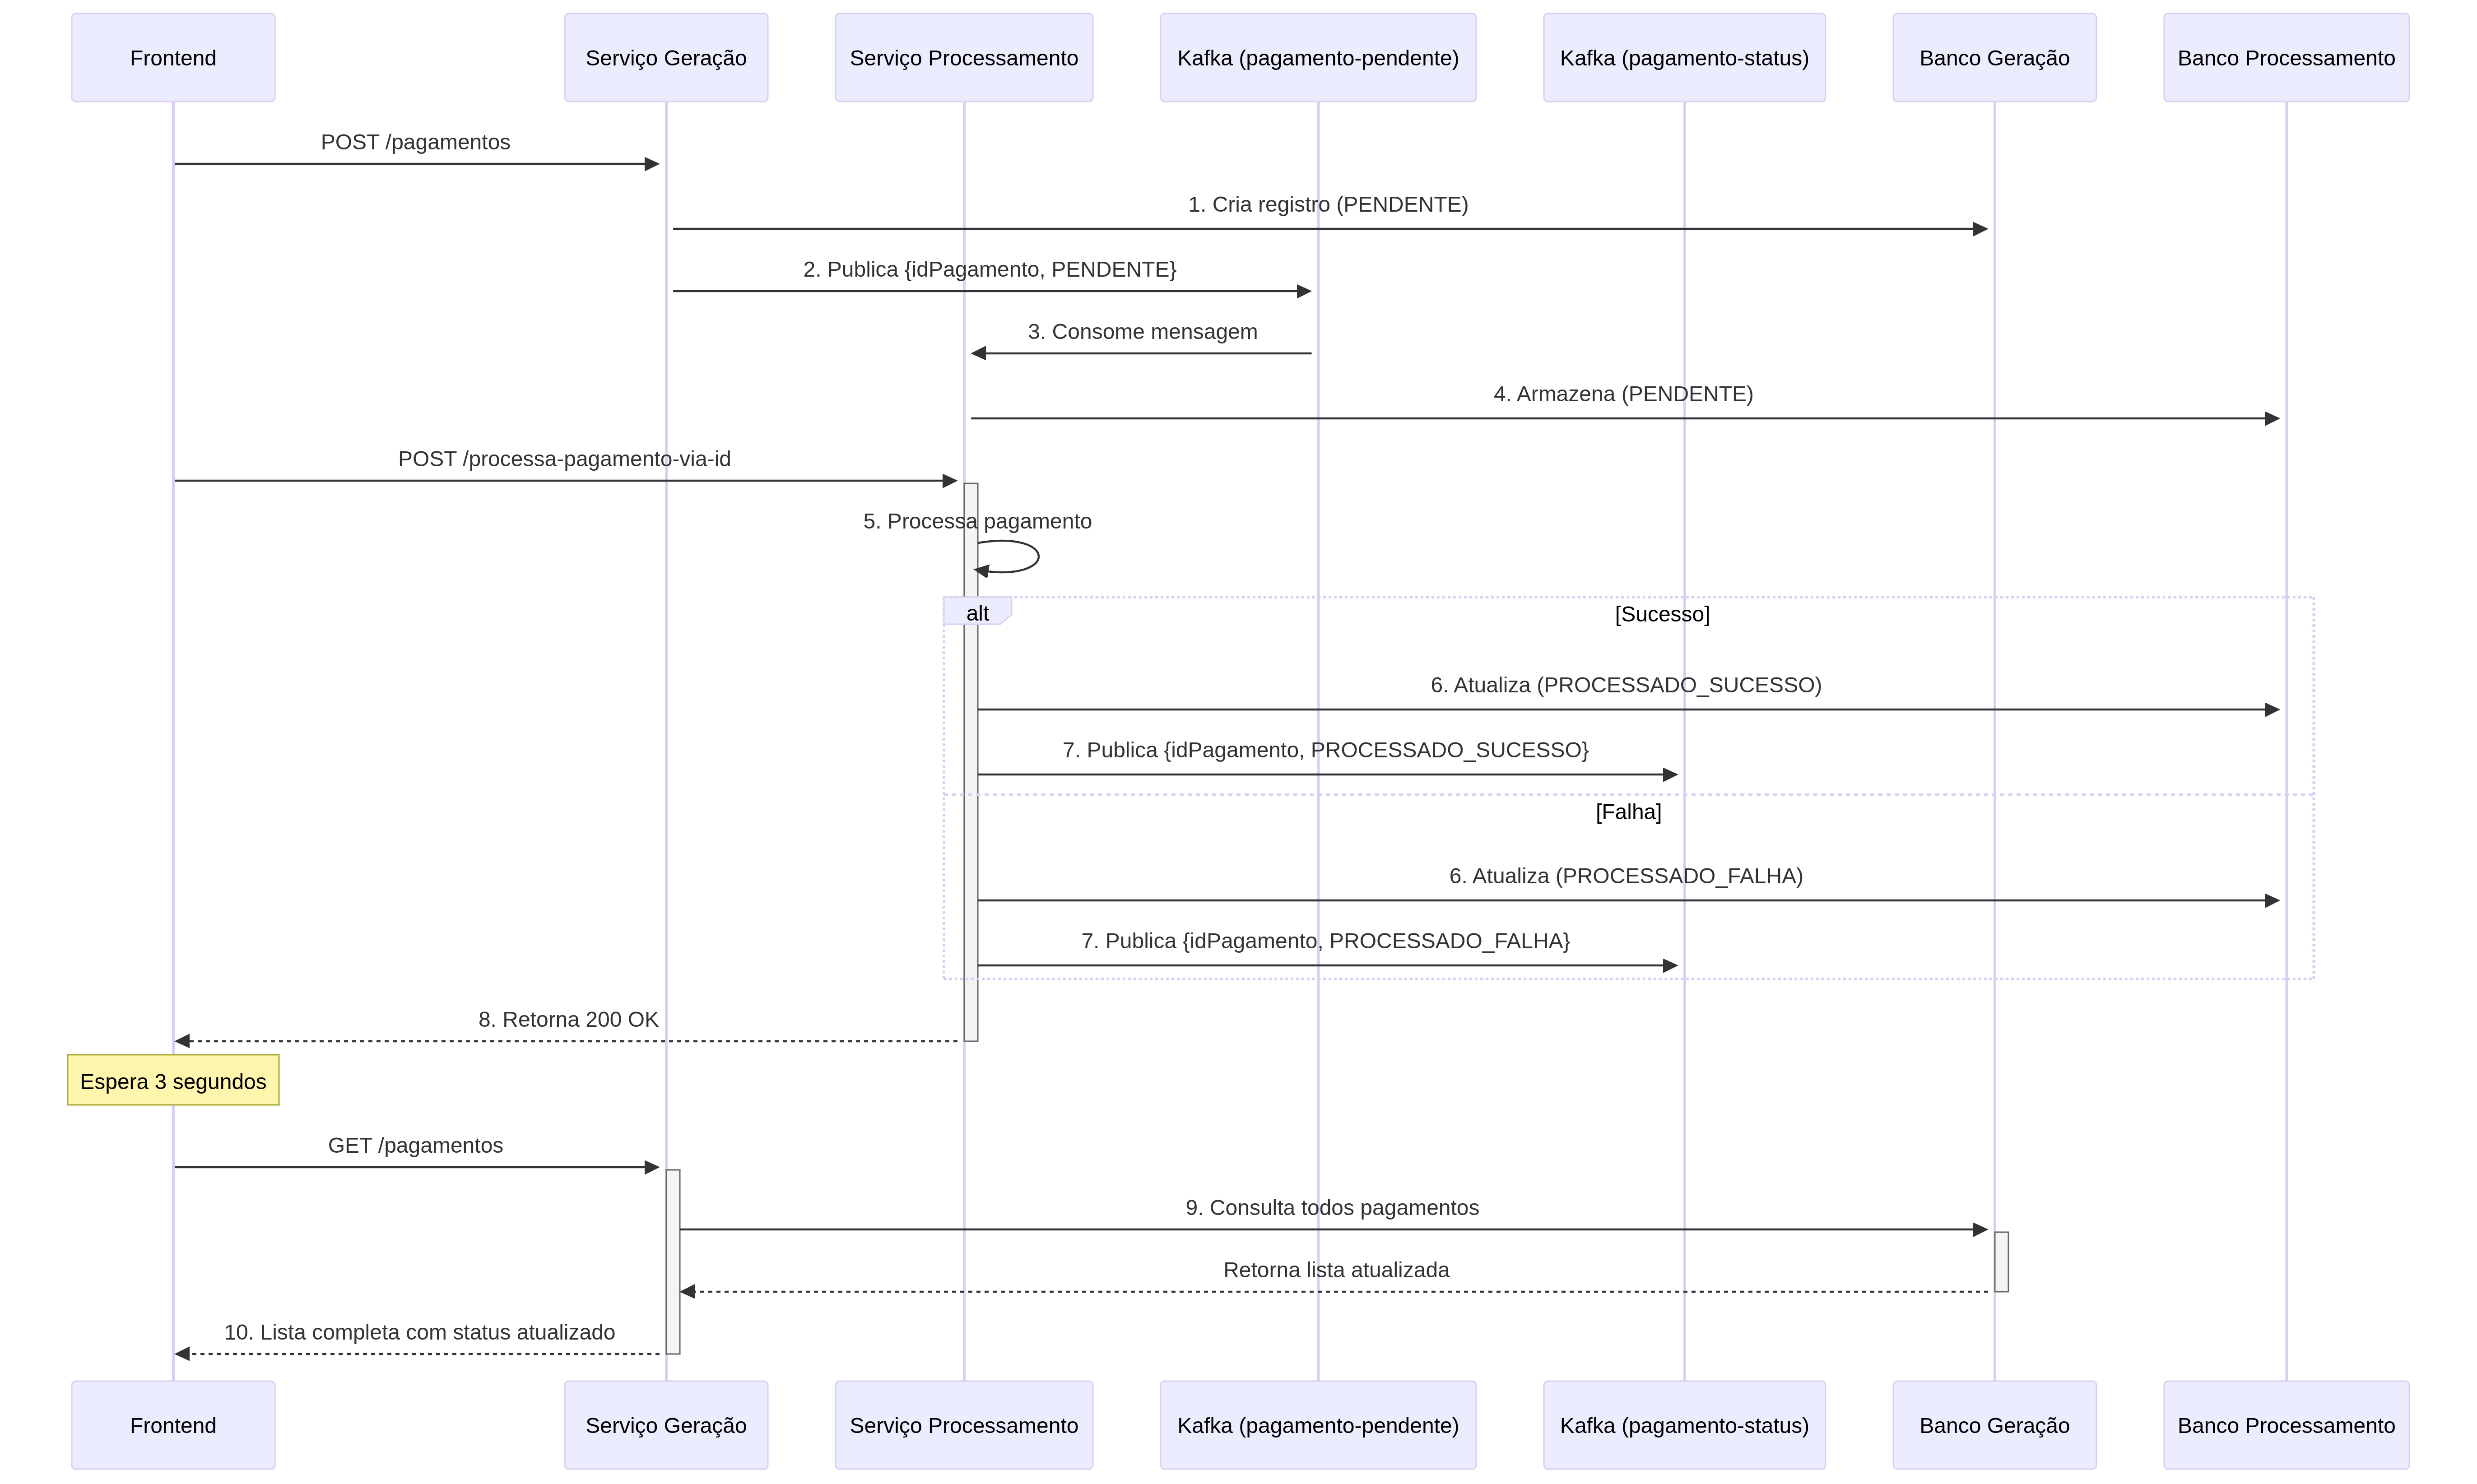 Frontend
Serviço Geração
Serviço Processamento
Kafka (pagamento-pendente)
Kafka (pagamento-status)
Banco Geração
Banco Processamento
POST /pagamentos
1. Cria registro (PENDENTE)
2. Publica {idPagamento, PENDENTE}
3. Consome mensagem
4. Armazena (PENDENTE)
POST /processa-pagamento-via-id
5. Processa pagamento
alt
[Sucesso]
6. Atualiza (PROCESSADO_SUCESSO)
7. Publica {idPagamento, PROCESSADO_SUCESSO}
[Falha]
6. Atualiza (PROCESSADO_FALHA)
7. Publica {idPagamento, PROCESSADO_FALHA}
8. Retorna 200 OK
Espera 3 segundos
GET /pagamentos
9. Consulta todos pagamentos
Retorna lista atualizada
10. Lista completa com status atualizado
Frontend
Serviço Geração
Serviço Processamento
Kafka (pagamento-pendente)
Kafka (pagamento-status)
Banco Geração
Banco Processamento